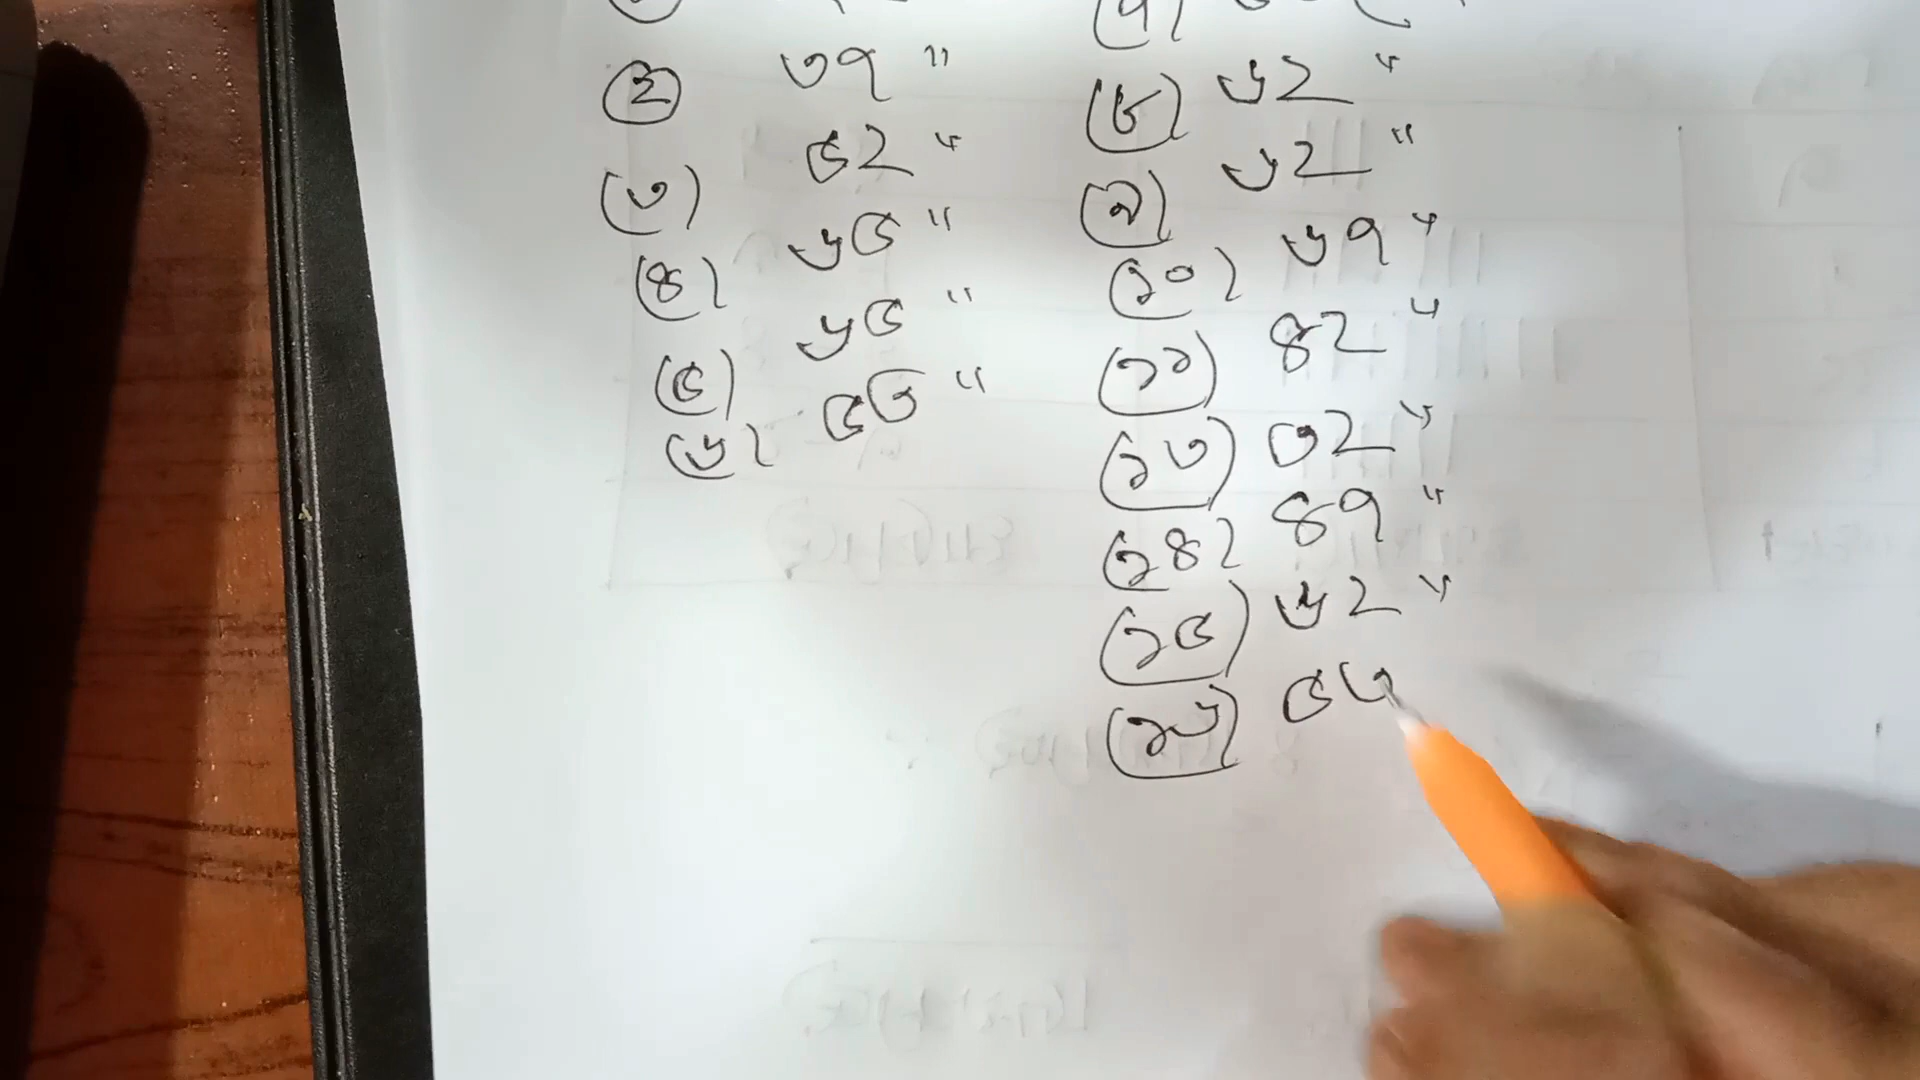 (২) ৩৭ "
(৩) ৫২ "
(৪) ৬৫ "
(৫) ৬৫ "
(৬) ৫৫ "
(৮) ৬২ "
(৯) ৬২ "
(১০) ৬৭ "
(১১) ৪২ "
(১৩) ৩২ "
(১৪) ৪৭ "
(১৫) ৬২ "
(১৬) ৫৬